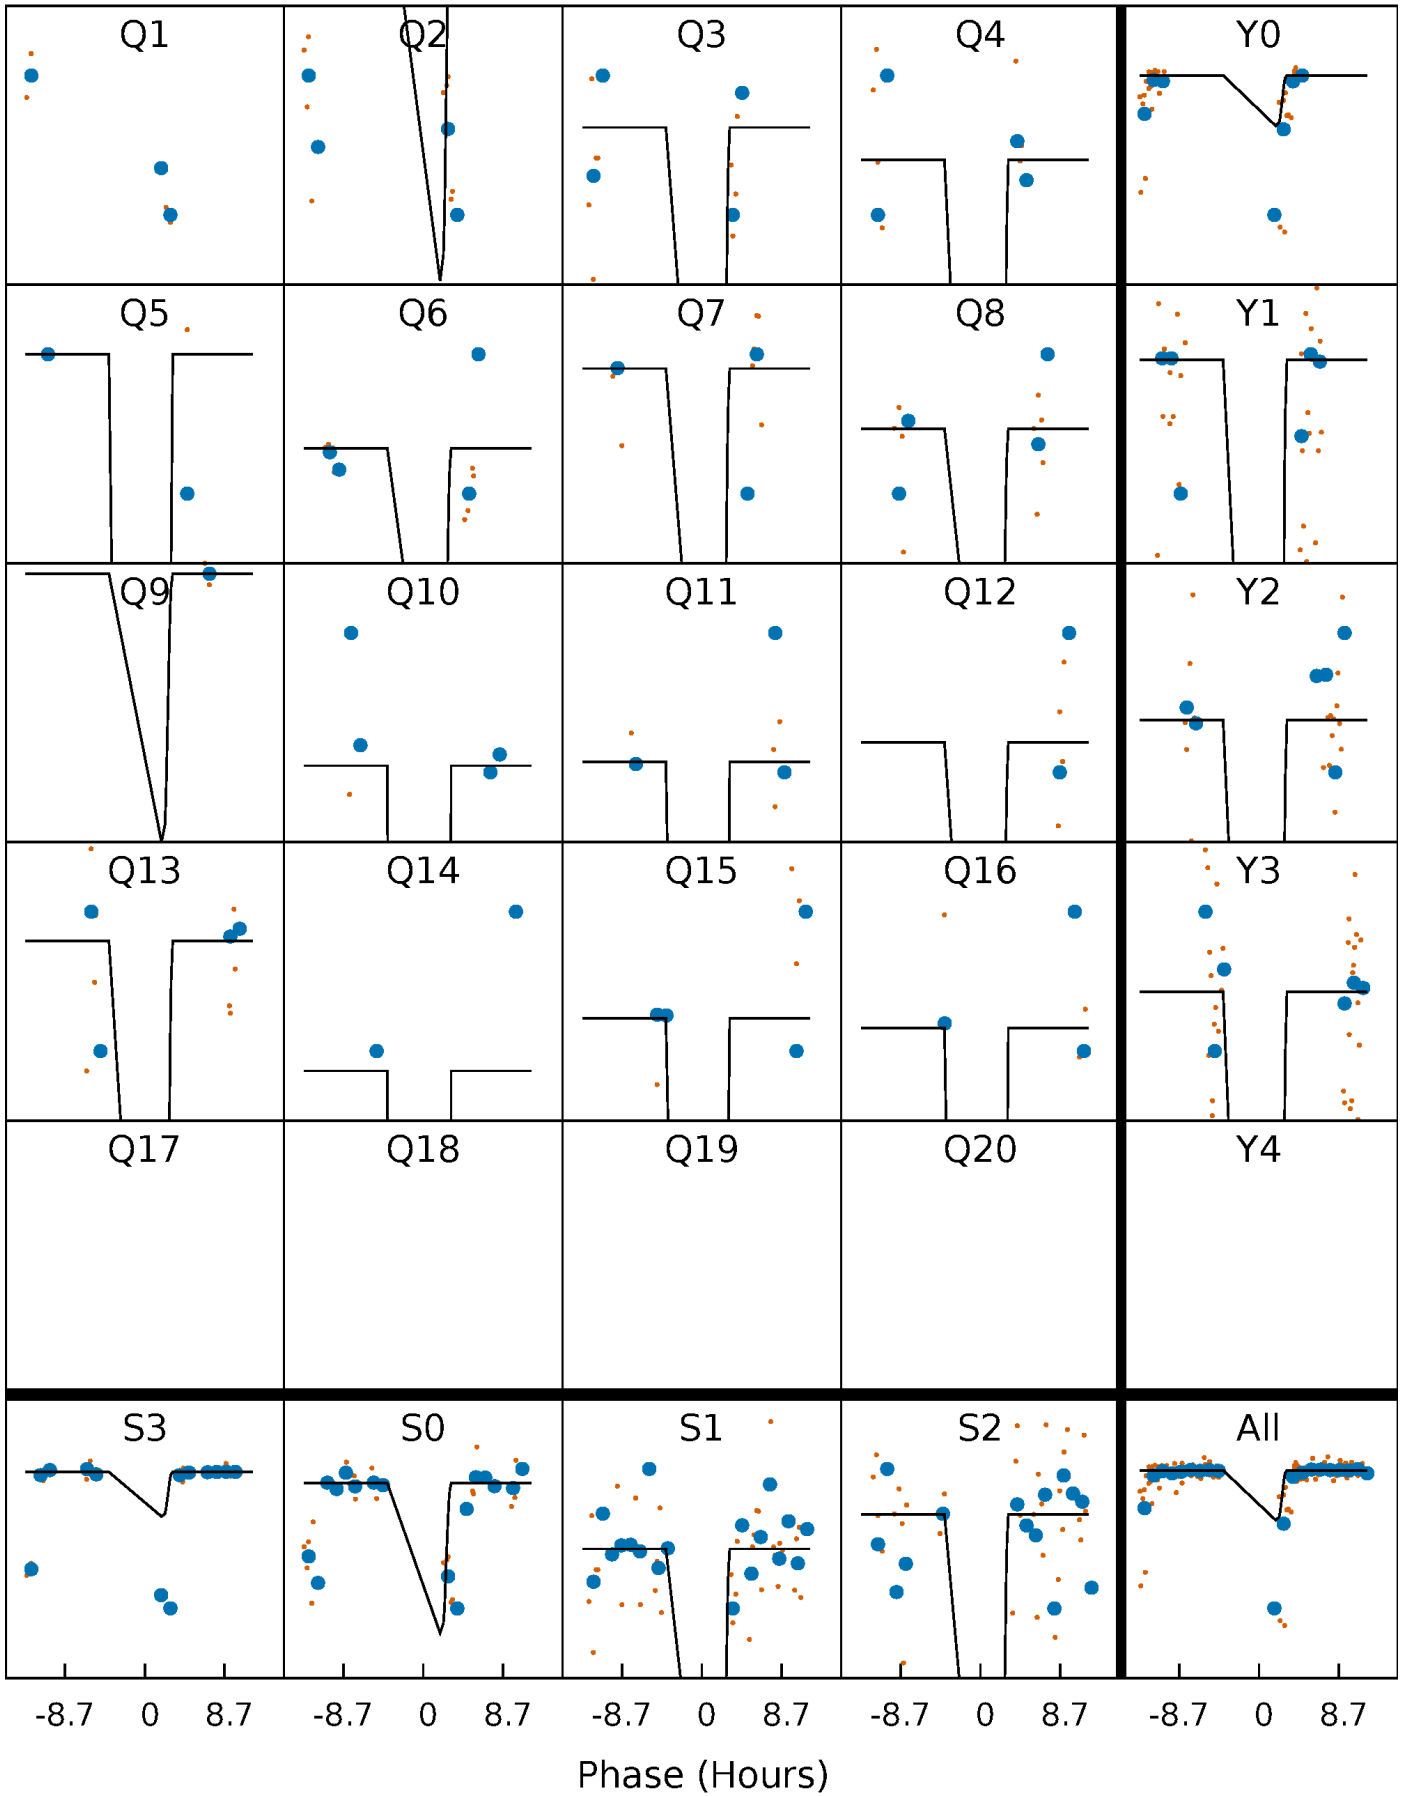 Q1 Q2 Q3 Q4 Y0
Q5 Q6 Q7 Q8 Y1
Q9 Q10 Q11 Q12 Y2
Q13 Q14 Q15 Q16 Y3
Q17 Q18 Q19 Q20 Y4
S3 S0 S1 S2 All
-8.7 0 8.7 -8.7 0 8.7 -8.7 0 8.7 -8.7 0 8.7 -8.7 0 8.7
Phase (Hours)